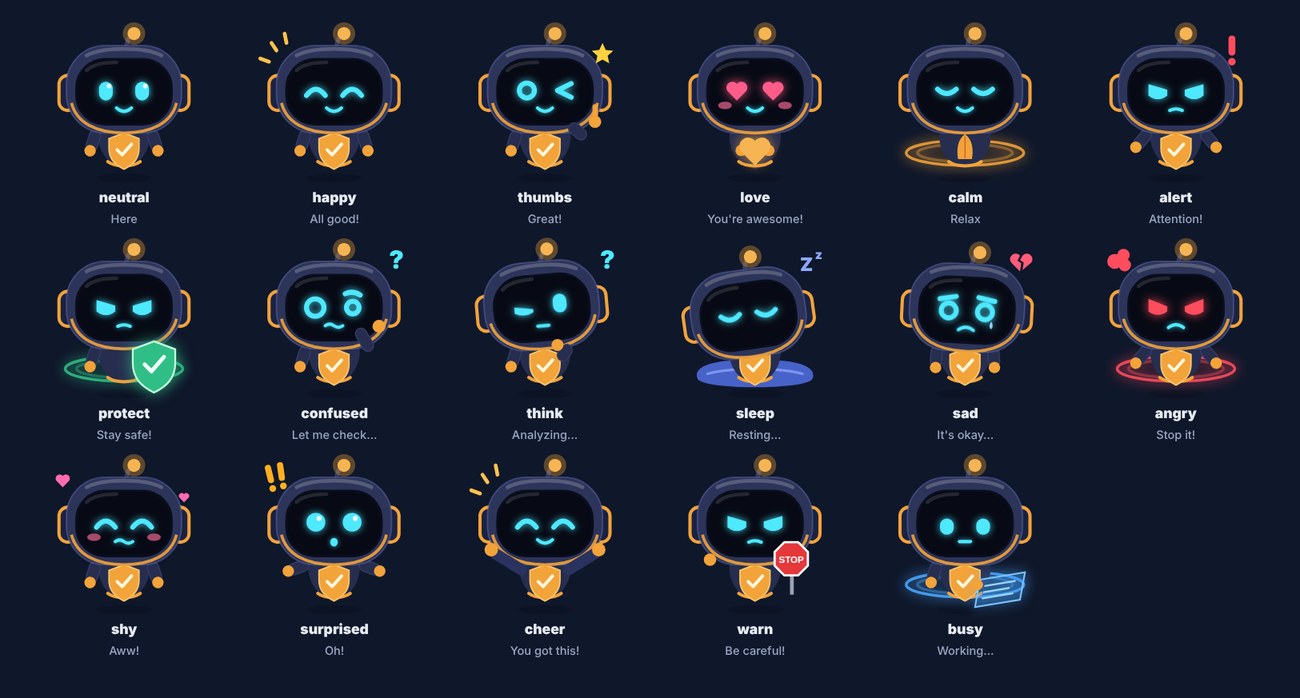 !
neutral
happy
thumbs
love
calm
alert
Here
All good!
Great!
You're awesome!
Relax
Attention!
?
?
Z z
protect
confused
think
sleep
sad
angry
Stay safe!
Let me check...
Analyzing...
Resting...
It's okay...
Stop it!
!!
STOP
shy
surprised
cheer
warn
busy
Aww!
Oh!
You got this!
Be careful!
Working...